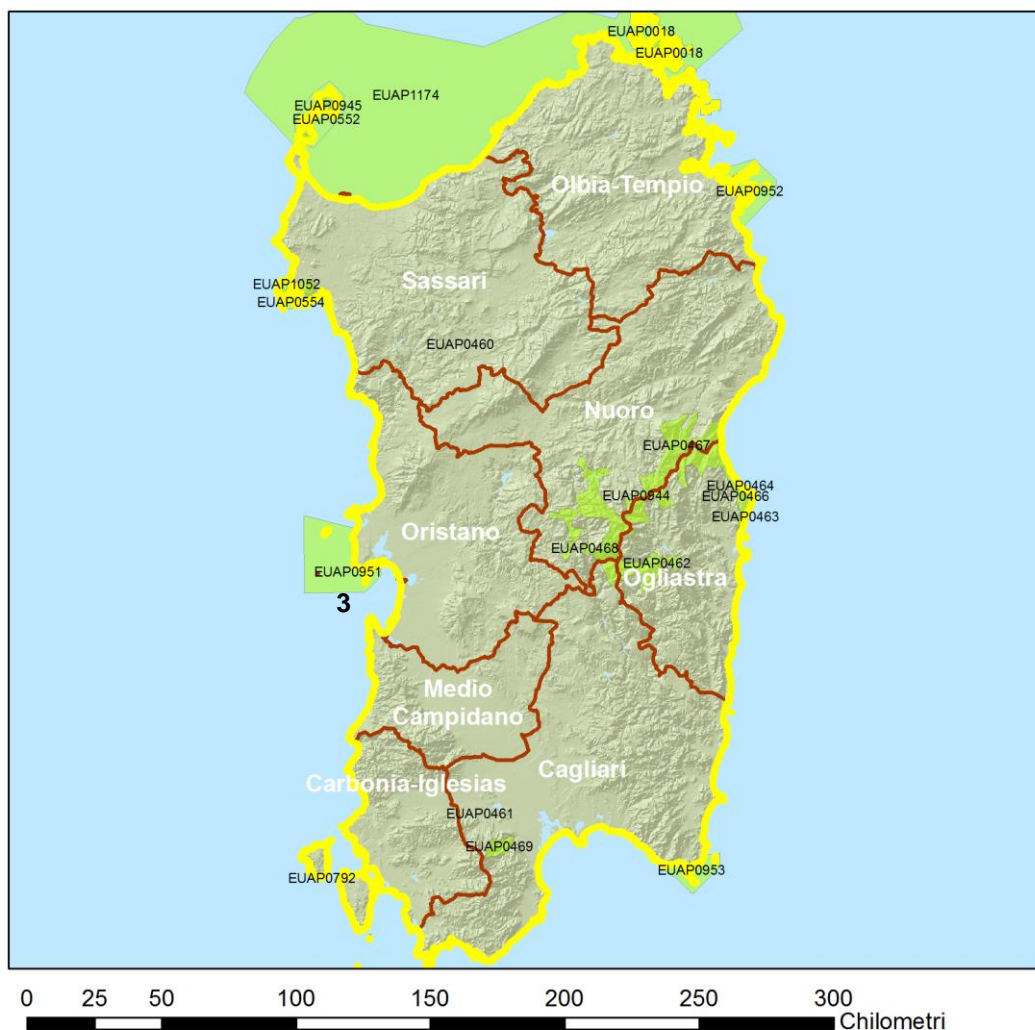 EUAP0018
EUAP0018
EUAP1174
EUAP0945
EUAP0552
Olbia-Tempio
EUAP0952
Sassari
EUAP1052
EUAP0554
EUAP0460
Nuoro
EUAP0467
EUAP0464
EUAP0944
EUAP0466
EUAP0463
Oristano
EUAP0468
EUAP0462
EUAP0951
Ogliastra
3
Medio
Campidano
Cagliari
Carbonia-Iglesias
EUAP0461
EUAP0469
EUAP0953
EUAP0792
0 25 50 100 150 200 250 300
Chilometri